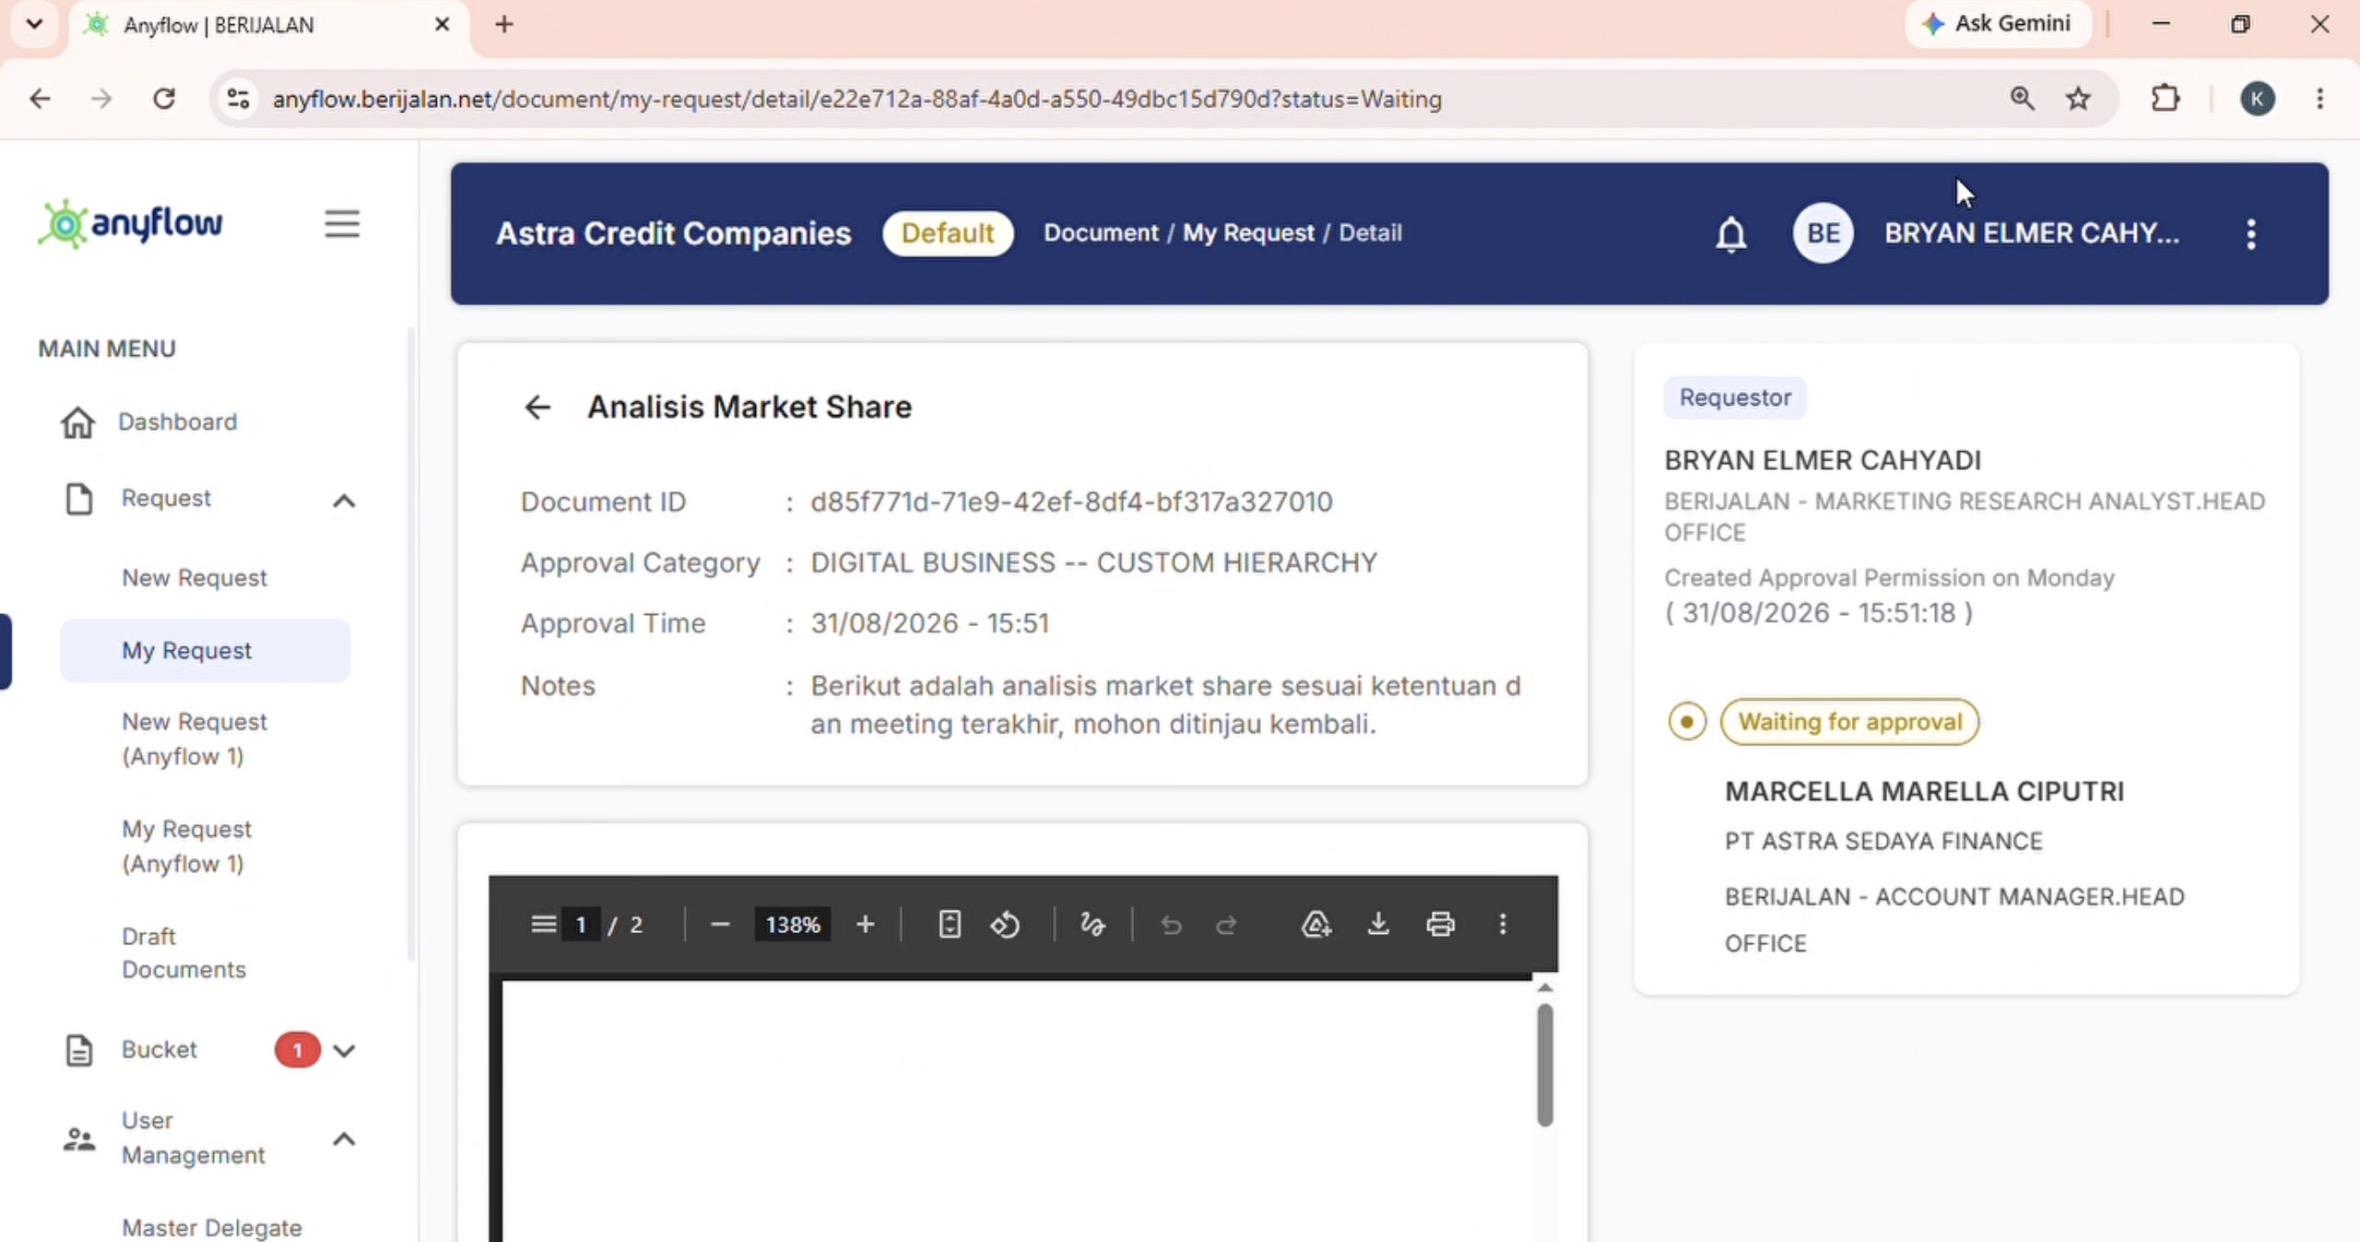 Anyflow | BERIJALAN
Ask Gemini
anyflow.berijalan.net/document/my-request/detail/e22e712a-88af-4a0d-a550-49dbc15d790d?status=Waiting
K
anyflow
Astra Credit Companies
Default
Document / My Request / Detail
BE
BRYAN ELMER CAHY...
MAIN MENU
Dashboard
Request
New Request
My Request
New Request
(Anyflow 1)
My Request
(Anyflow 1)
Draft
Documents
Bucket
1
User
Management
Master Delegate
Analisis Market Share
Document ID : d85f771d-71e9-42ef-8df4-bf317a327010
Approval Category : DIGITAL BUSINESS -- CUSTOM HIERARCHY
Approval Time : 31/08/2026 - 15:51
Notes : Berikut adalah analisis market share sesuai ketentuan d
an meeting terakhir, mohon ditinjau kembali.
1 / 2
138%
Requestor
BRYAN ELMER CAHYADI
BERIJALAN - MARKETING RESEARCH ANALYST.HEAD
OFFICE
Created Approval Permission on Monday
( 31/08/2026 - 15:51:18 )
Waiting for approval
MARCELLA MARELLA CIPUTRI
PT ASTRA SEDAYA FINANCE
BERIJALAN - ACCOUNT MANAGER.HEAD
OFFICE